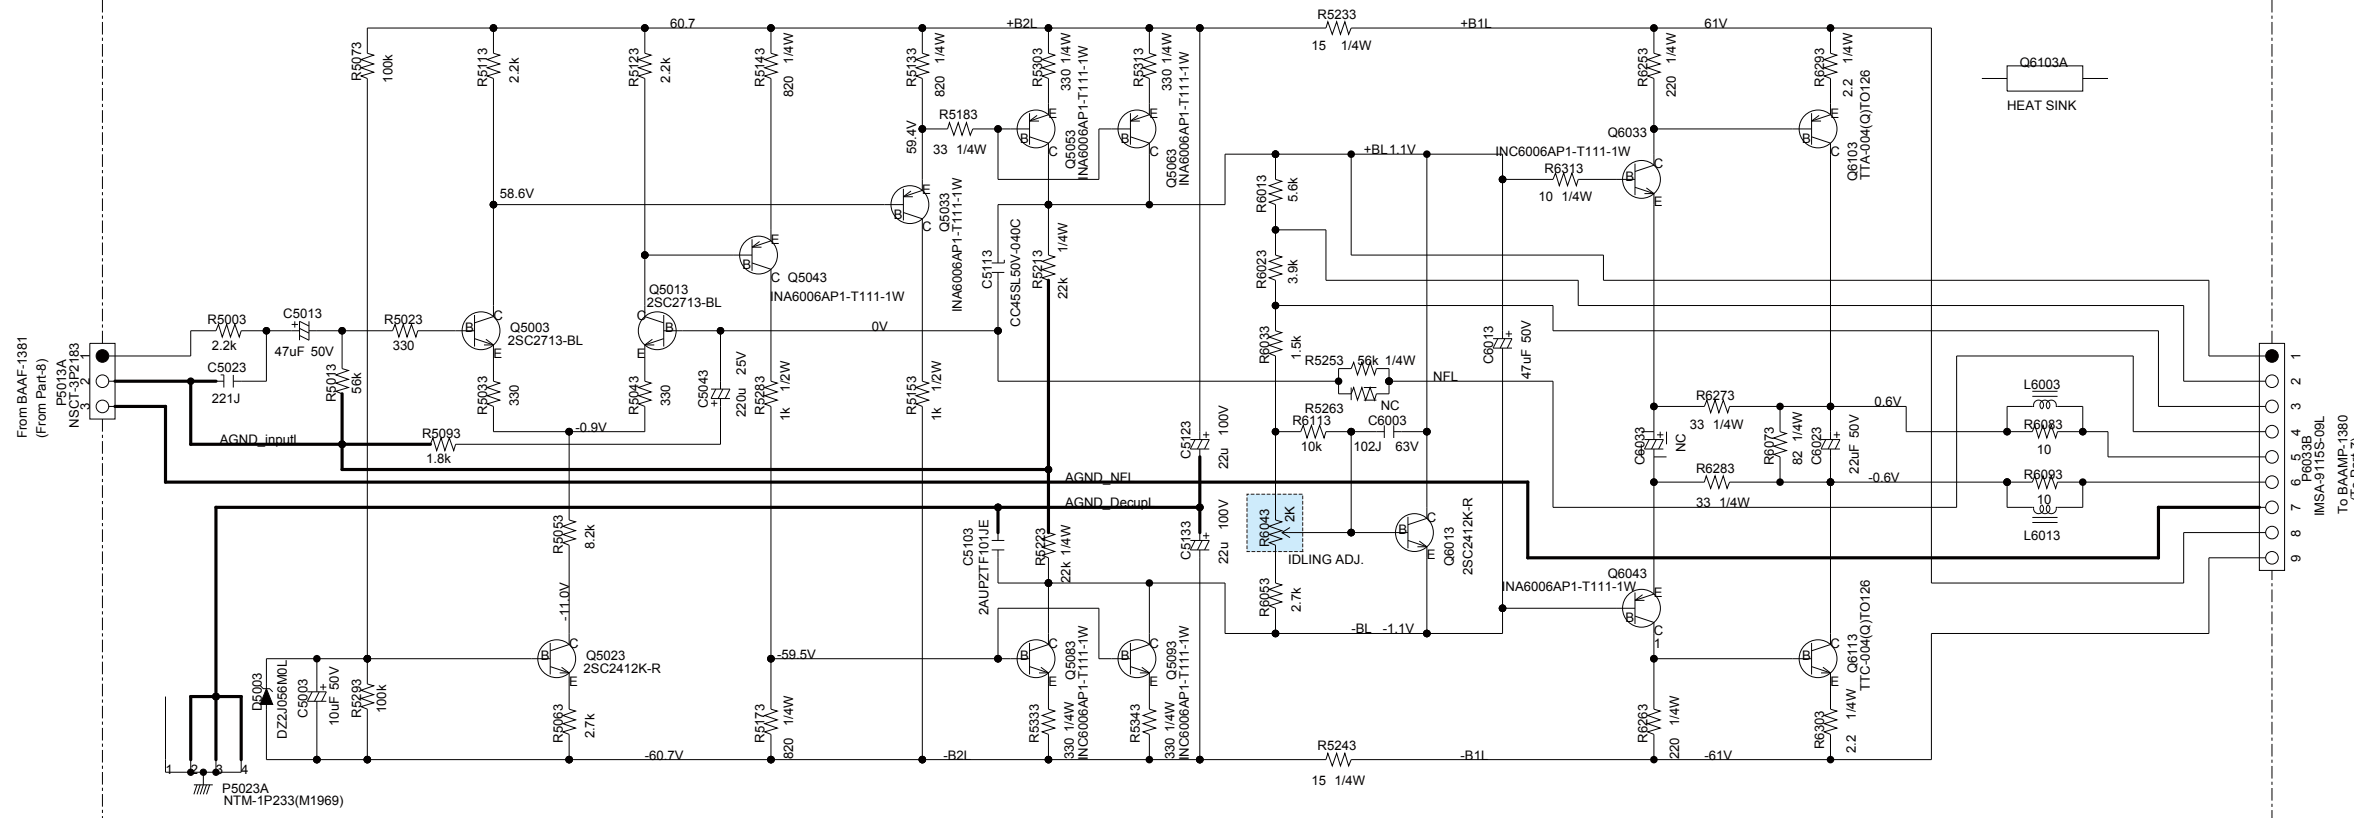 60.7
+B2L
R5233
15 1/4W
+B1L
61V
R5073
100k
R5113
2.2k
R5123
2.2k
R5143
820 1/4W
R5133
820 1/4W
R5303
330 1/4W
R5313
330 1/4W
R6253
220 1/4W
R6293
2.2 1/4W
Q6103A
HEAT SINK
59.4V
R5183
33 1/4W
E
B
C
Q5053
INA6006AP1-T111-1W
E
B
C
Q5063
INA6006AP1-T111-1W
Q6033
INC6006AP1-T111-1W
R6313
10 1/4W
C
B
E
E
B
C
Q6103
TTA-004(Q)TO126
+BL 1.1V
58.6V
E
B
C
Q5033
INA6006AP1-T111-1W
R6013
5.6k
E
B
C Q5043
INA6006AP1-T111-1W
C5113
CC45SL50V-040C
R5213
22k 1/4W
R6023
3.9k
From BAAF-1381
(From Part-8)
P5013A
NSCT-3P2183
1
2
3
R5003
2.2k
C5013
+
47uF 50V
R5023
330
C5023
221J
R5013
56k
C
B
E
Q5003
2SC2713-BL
Q5013
2SC2713-BL
C
B
E
0V
R6033
1.5k
C6013
+
47uF 50V
R5033
330
R5043
330
C5043
+
220u 25V
R5283
1k 1/2W
R5153
1k 1/2W
R5253
56k 1/4W
NC
R5263
NFL
R6113
10k
C6003
102J 63V
R6273
33 1/4W
0.6V
L6003
R6083
10
C6033
+
NC
R6073
82 1/4W
C6023
+
22uF 50V
R6283
33 1/4W
-0.6V
R6093
10
L6013
1
2
3
4
5
6
7
8
9
P6033B
IMSA-9115S-09L
To BAAMP-1380
AGND_inputL
R5093
1.8k
-0.9V
C5123
+
22u 100V
AGND_NFL
AGND_DecupL
R5053
8.2k
C5103
2AUPZTF101JE
R5223
22k 1/4W
C5133
+
22u 100V
R6043
2K
IDLING ADJ.
C
B
E
Q6013
2SC2412K-R
-11.0V
R6053
2.7k
-BL -1.1V
Q6043
INA6006AP1-T111-1W
E
B
C
1
C
B
E
Q5023
2SC2412K-R
-59.5V
C
B
E
Q5083
INC6006AP1-T111-1W
C
B
E
Q5093
INC6006AP1-T111-1W
C
B
E
Q6113
TTC-004(Q)TO126
D5003
DZ2J056M0L
C5003
10uF 50V
R5293
100k
R5063
2.7k
R5173
820 1/4W
R5333
330 1/4W
R5343
330 1/4W
R6263
220 1/4W
R6303
2.2 1/4W
-60.7V
-B2L
R5243
15 1/4W
-B1L
-61V
1
2
3
4
P5023A
NTM-1P233(M1969)